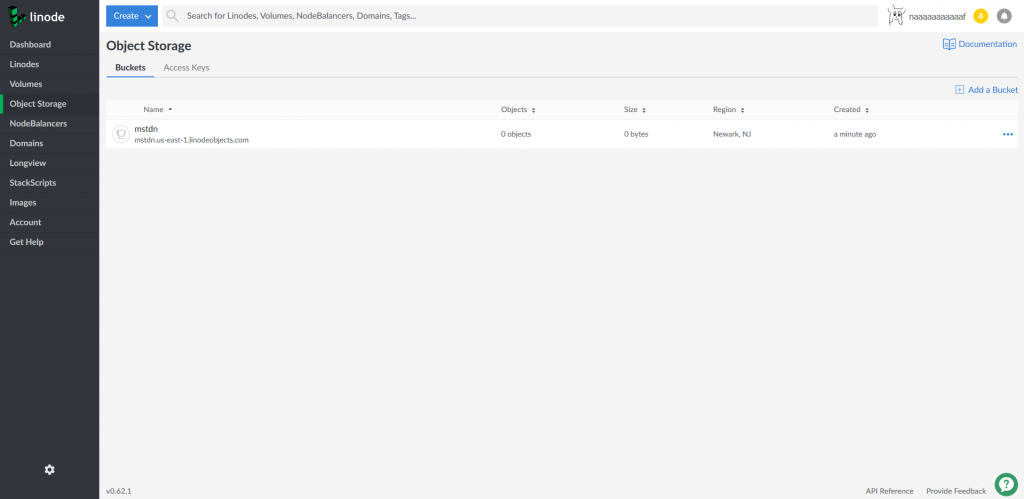 linode
Create
Search for Linodes, Volumes, NodeBalancers, Domains, Tags...
naaaaaaaaaaaf
4
Dashboard
Linodes
Volumes
Object Storage
NodeBalancers
Domains
Longview
StackScripts
Images
Account
Get Help
Object Storage
Documentation
Buckets Access Keys
Add a Bucket
Name Objects Size Region Created
mstdn
mstdn.us-east-1.linodeobjects.com
0 objects 0 bytes Newark, NJ a minute ago
v0.62.1
API Reference Provide Feedback
?